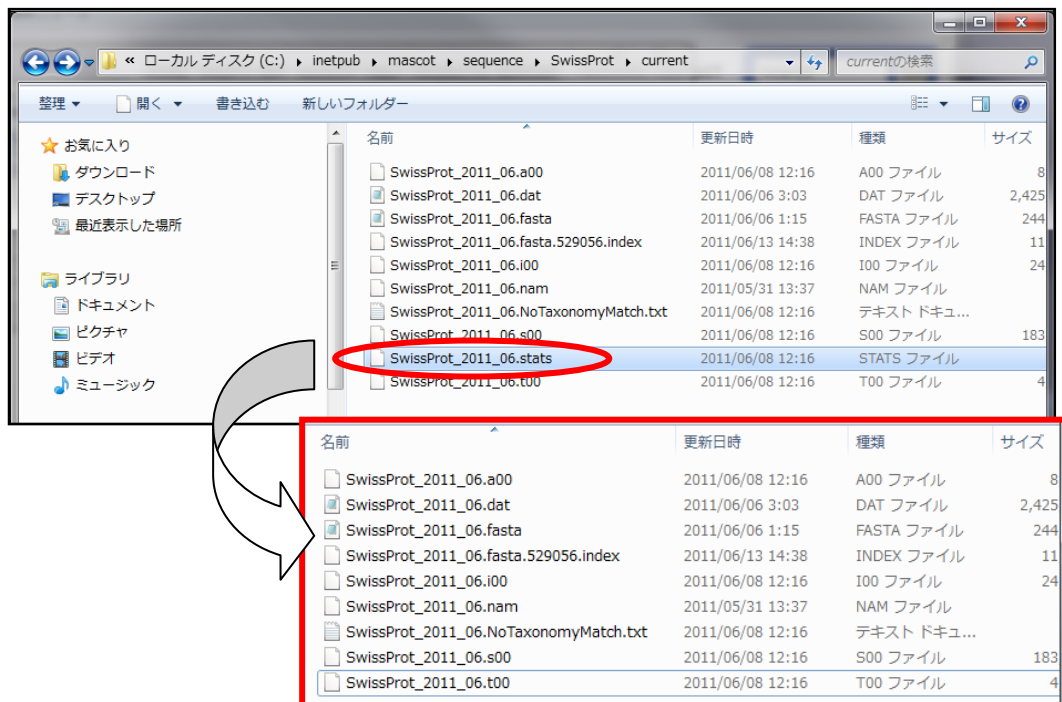 « ローカル ディスク (C:) ▸ inetpub ▸ mascot ▸ sequence ▸ SwissProt ▸ current
currentの検索
整理 開く 書き込む 新しいフォルダー
お気に入り
ダウンロード
デスクトップ
最近表示した場所
ライブラリ
ドキュメント
ピクチャ
ビデオ
ミュージック
名前 更新日時 種類 サイズ
SwissProt_2011_06.a00 2011/06/08 12:16 A00 ファイル 8
SwissProt_2011_06.dat 2011/06/06 3:03 DAT ファイル 2,425
SwissProt_2011_06.fasta 2011/06/06 1:15 FASTA ファイル 244
SwissProt_2011_06.fasta.529056.index 2011/06/13 14:38 INDEX ファイル 11
SwissProt_2011_06.i00 2011/06/08 12:16 I00 ファイル 24
SwissProt_2011_06.nam 2011/05/31 13:37 NAM ファイル
SwissProt_2011_06.NoTaxonomyMatch.txt 2011/06/08 12:16 テキスト ドキュ...
SwissProt_2011_06.s00 2011/06/08 12:16 S00 ファイル 183
SwissProt_2011_06.stats 2011/06/08 12:16 STATS ファイル
SwissProt_2011_06.t00 2011/06/08 12:16 T00 ファイル 4
名前 更新日時 種類 サイズ
SwissProt_2011_06.a00 2011/06/08 12:16 A00 ファイル 8
SwissProt_2011_06.dat 2011/06/06 3:03 DAT ファイル 2,425
SwissProt_2011_06.fasta 2011/06/06 1:15 FASTA ファイル 244
SwissProt_2011_06.fasta.529056.index 2011/06/13 14:38 INDEX ファイル 11
SwissProt_2011_06.i00 2011/06/08 12:16 I00 ファイル 24
SwissProt_2011_06.nam 2011/05/31 13:37 NAM ファイル
SwissProt_2011_06.NoTaxonomyMatch.txt 2011/06/08 12:16 テキスト ドキュ...
SwissProt_2011_06.s00 2011/06/08 12:16 S00 ファイル 183
SwissProt_2011_06.t00 2011/06/08 12:16 T00 ファイル 4